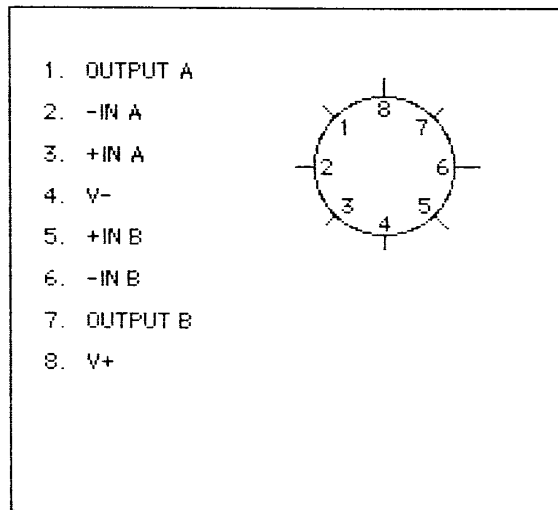 1. OUTPUT A
2. -IN A
3. +IN A
4. V-
5. +IN B
6. -IN B
7. OUTPUT B
8. V+
8
1
7
2
6
3
5
4